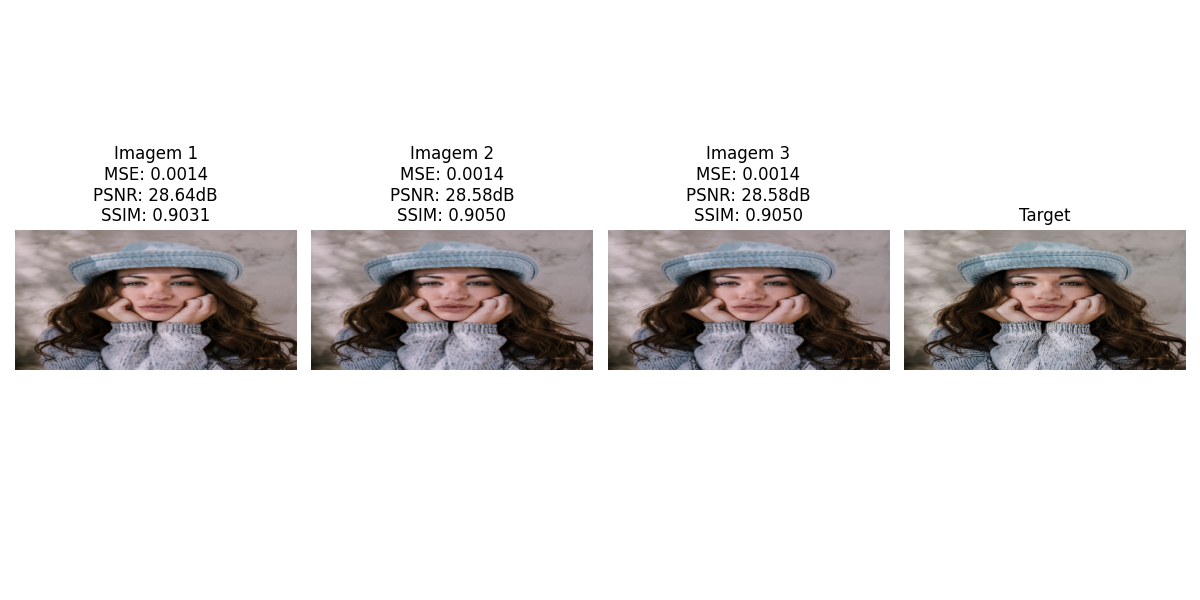 Imagem 1
MSE: 0.0014
PSNR: 28.64dB
SSIM: 0.9031
Imagem 2
MSE: 0.0014
PSNR: 28.58dB
SSIM: 0.9050
Imagem 3
MSE: 0.0014
PSNR: 28.58dB
SSIM: 0.9050
Target